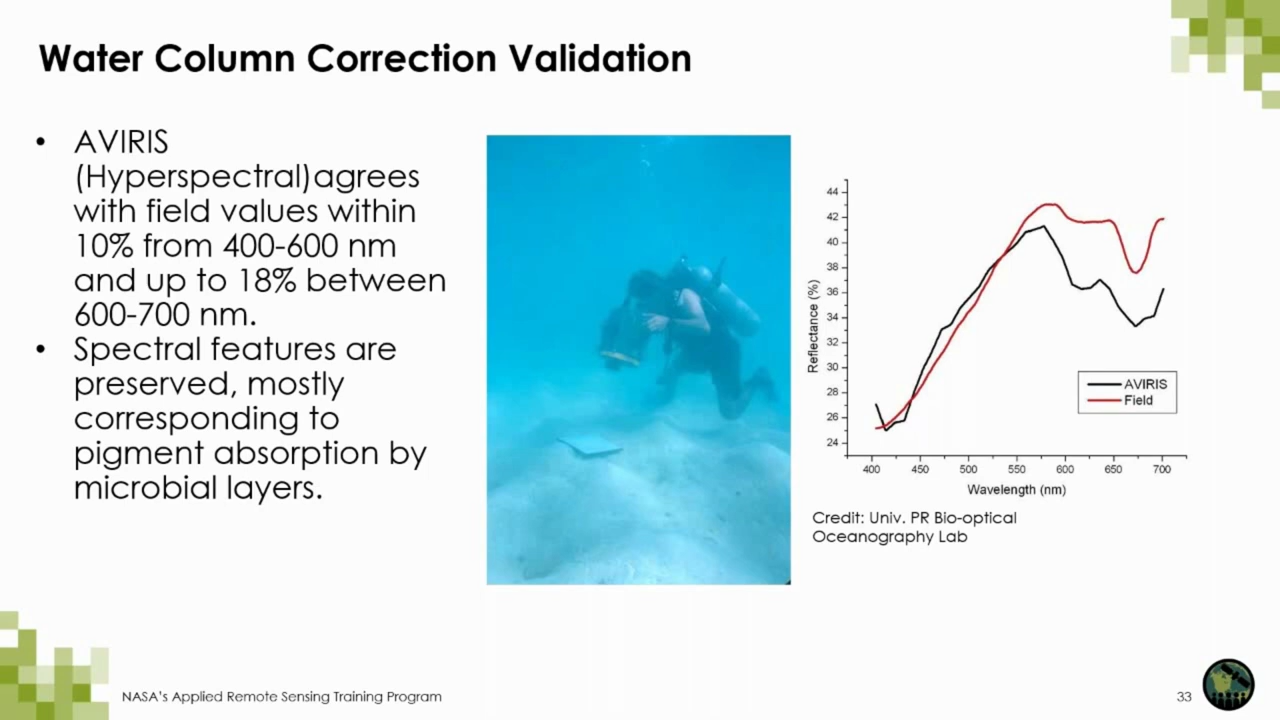 Water Column Correction Validation
• AVIRIS
(Hyperspectral)agrees
with field values within
10% from 400-600 nm
and up to 18% between
600-700 nm.
• Spectral features are
preserved, mostly
corresponding to
pigment absorption by
microbial layers.
44
42
40
38
36
34
32
30
28
26
24
Reflectance (%)
AVIRIS
Field
400 450 500 550 600 650 700
Wavelength (nm)
Credit: Univ. PR Bio-optical
Oceanography Lab
NASA's Applied Remote Sensing Training Program
33